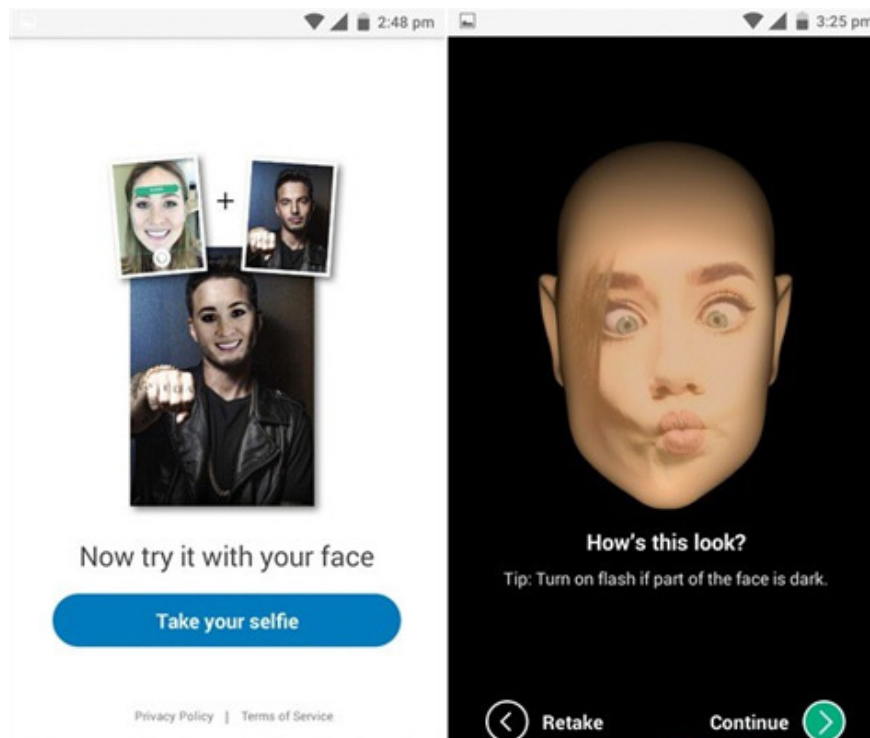 2:48 pm
Now try it with your face
Take your selfie
Privacy Policy | Terms of Service
3:25 pm
How's this look?
Tip: Turn on flash if part of the face is dark.
Retake
Continue